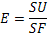 E = SU/SF